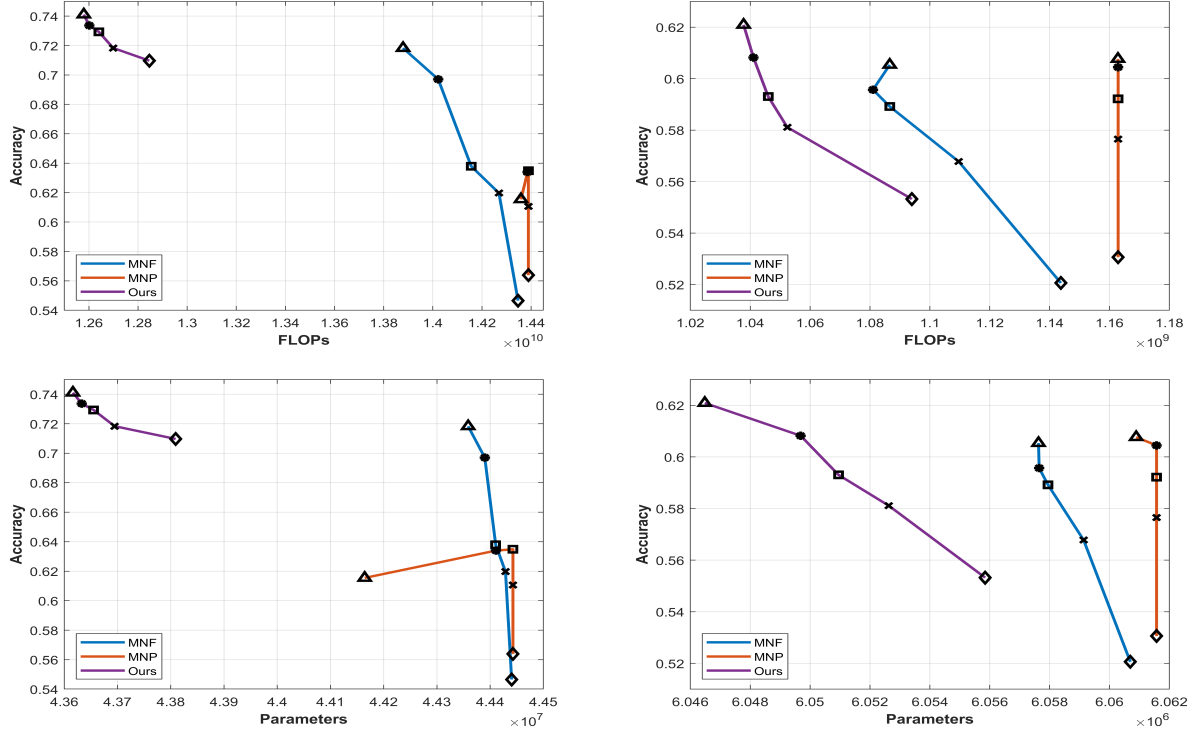 0.74
0.72
0.7
0.68
0.66
0.64
0.62
0.6
0.58
0.56
0.54
Accuracy
MNF
MNP
Ours
1.26 1.28 1.3 1.32 1.34 1.36 1.38 1.4 1.42 1.44
FLOPs
×10^10
0.62
0.6
0.58
0.56
0.54
0.52
Accuracy
MNF
MNP
Ours
1.02 1.04 1.06 1.08 1.1 1.12 1.14 1.16 1.18
FLOPs
×10^9
0.74
0.72
0.7
0.68
0.66
0.64
0.62
0.6
0.58
0.56
0.54
Accuracy
MNF
MNP
Ours
4.36 4.37 4.38 4.39 4.4 4.41 4.42 4.43 4.44 4.45
Parameters
×10^7
0.62
0.6
0.58
0.56
0.54
0.52
Accuracy
MNF
MNP
Ours
6.046 6.048 6.05 6.052 6.054 6.056 6.058 6.06 6.062
Parameters
×10^6